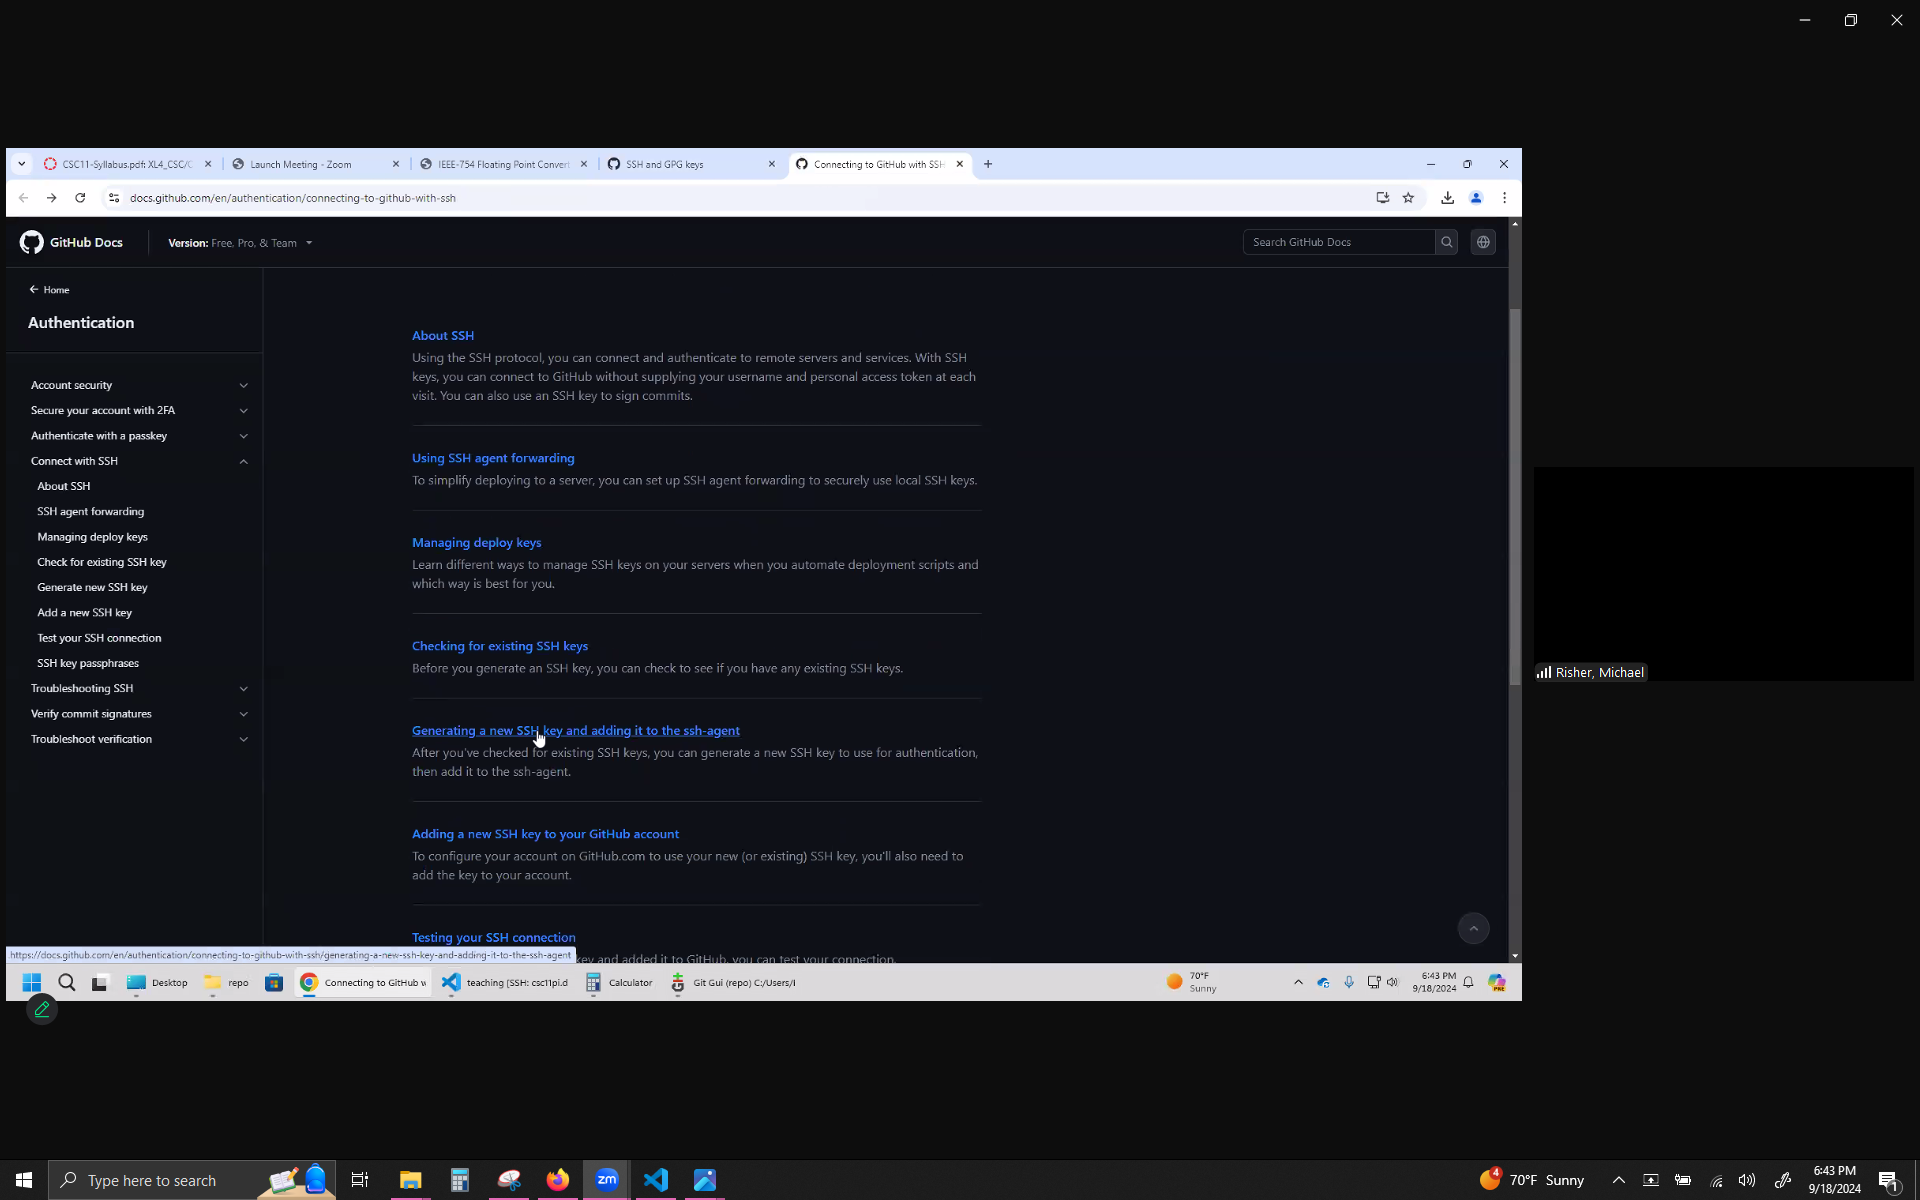 CSC11-Syllabus.pdf: XL4_CSC/C
Launch Meeting - Zoom
IEEE-754 Floating Point Convert
SSH and GPG keys
Connecting to GitHub with SSH
docs.github.com/en/authentication/connecting-to-github-with-ssh
GitHub Docs
Version: Free, Pro, & Team
Search GitHub Docs
Home
Authentication
Account security
Secure your account with 2FA
Authenticate with a passkey
Connect with SSH
About SSH
SSH agent forwarding
Managing deploy keys
Check for existing SSH key
Generate new SSH key
Add a new SSH key
Test your SSH connection
SSH key passphrases
Troubleshooting SSH
Verify commit signatures
Troubleshoot verification
About SSH
Using the SSH protocol, you can connect and authenticate to remote servers and services. With SSH
keys, you can connect to GitHub without supplying your username and personal access token at each
visit. You can also use an SSH key to sign commits.
Using SSH agent forwarding
To simplify deploying to a server, you can set up SSH agent forwarding to securely use local SSH keys.
Managing deploy keys
Learn different ways to manage SSH keys on your servers when you automate deployment scripts and
which way is best for you.
Checking for existing SSH keys
Before you generate an SSH key, you can check to see if you have any existing SSH keys.
Generating a new SSH key and adding it to the ssh-agent
After you've checked for existing SSH keys, you can generate a new SSH key to use for authentication,
then add it to the ssh-agent.
Adding a new SSH key to your GitHub account
To configure your account on GitHub.com to use your new (or existing) SSH key, you'll also need to
add the key to your account.
Testing your SSH connection
key and added it to GitHub, you can test your connection.
https://docs.github.com/en/authentication/connecting-to-github-with-ssh/generating-a-new-ssh-key-and-adding-it-to-the-ssh-agent
Risher, Michael
Desktop
repo
Connecting to GitHub w
teaching [SSH: csc11pi.d
Calculator
Git Gui (repo) C:/Users/l
70°F
Sunny
6:43 PM
9/18/2024
PRE
Type here to search
zm
4
70°F Sunny
6:43 PM
9/18/2024
1